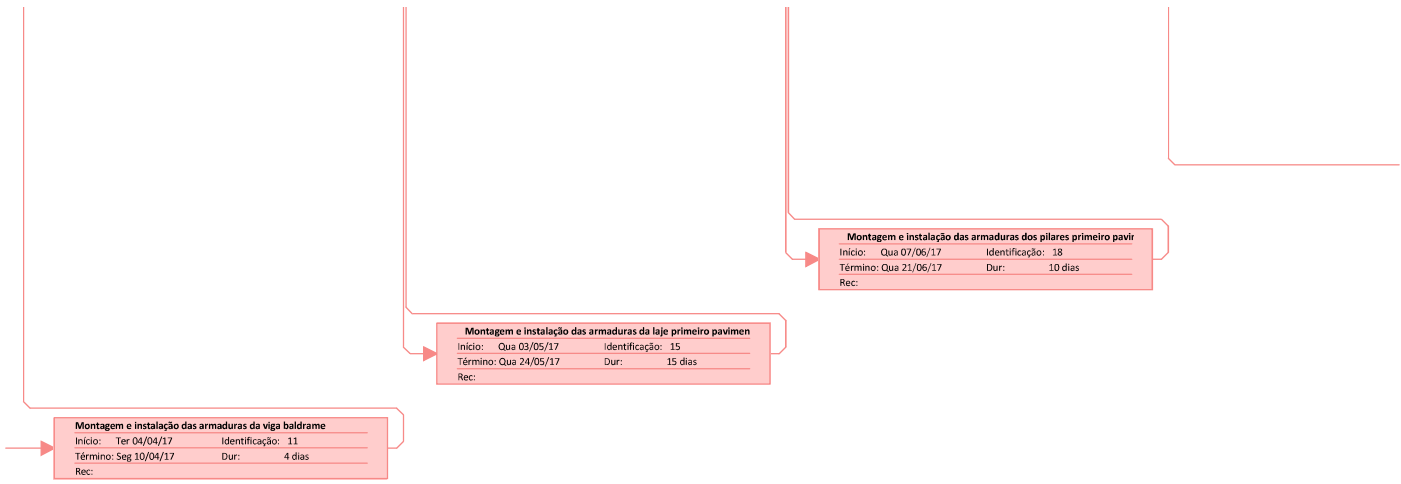 Montagem e instalação das armaduras dos pilares primeiro pavir
Início: Qua 07/06/17 Identificação: 18
Término: Qua 21/06/17 Dur: 10 dias
Rec:
Montagem e instalação das armaduras da laje primeiro pavimen
Início: Qua 03/05/17 Identificação: 15
Término: Qua 24/05/17 Dur: 15 dias
Rec:
Montagem e instalação das armaduras da viga baldrame
Início: Ter 04/04/17 Identificação: 11
Término: Seg 10/04/17 Dur: 4 dias
Rec: